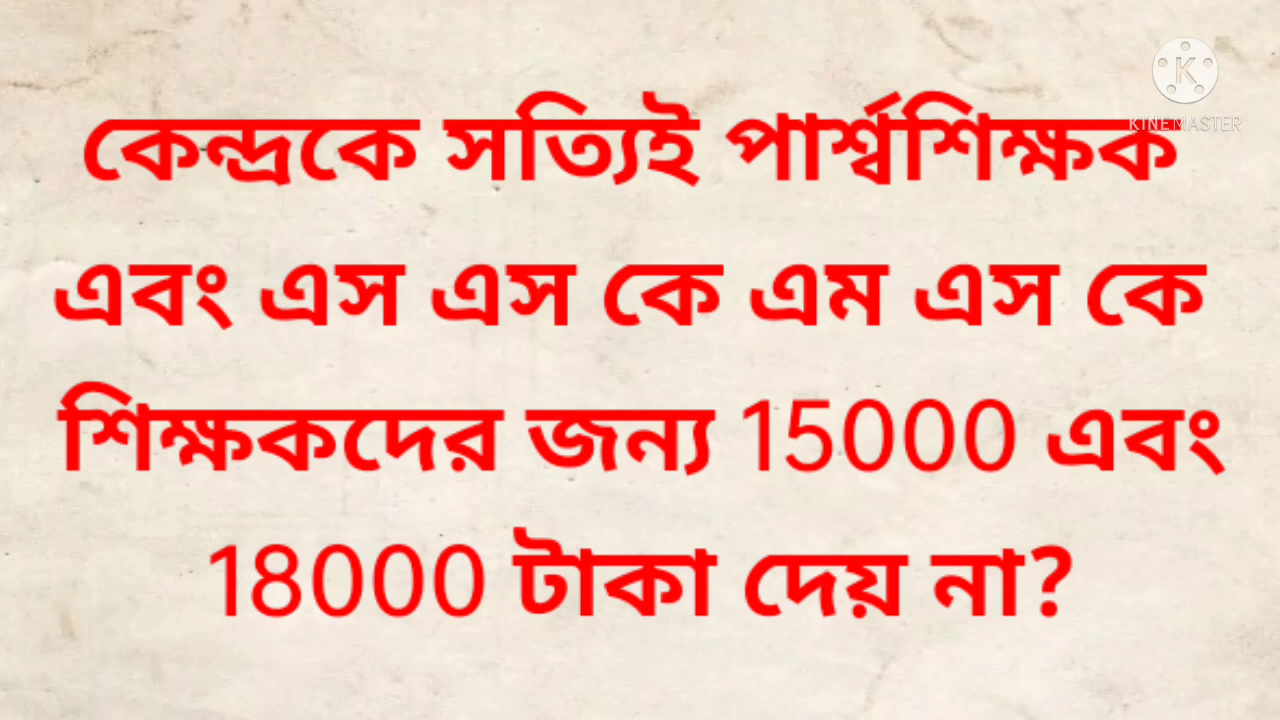 কেন্দ্রকে সত্যিই পার্শ্বশিক্ষক
এবং এস এস কে এম এস কে
শিক্ষকদের জন্য 15000 এবং
18000 টাকা দেয় না?
KINEMASTER